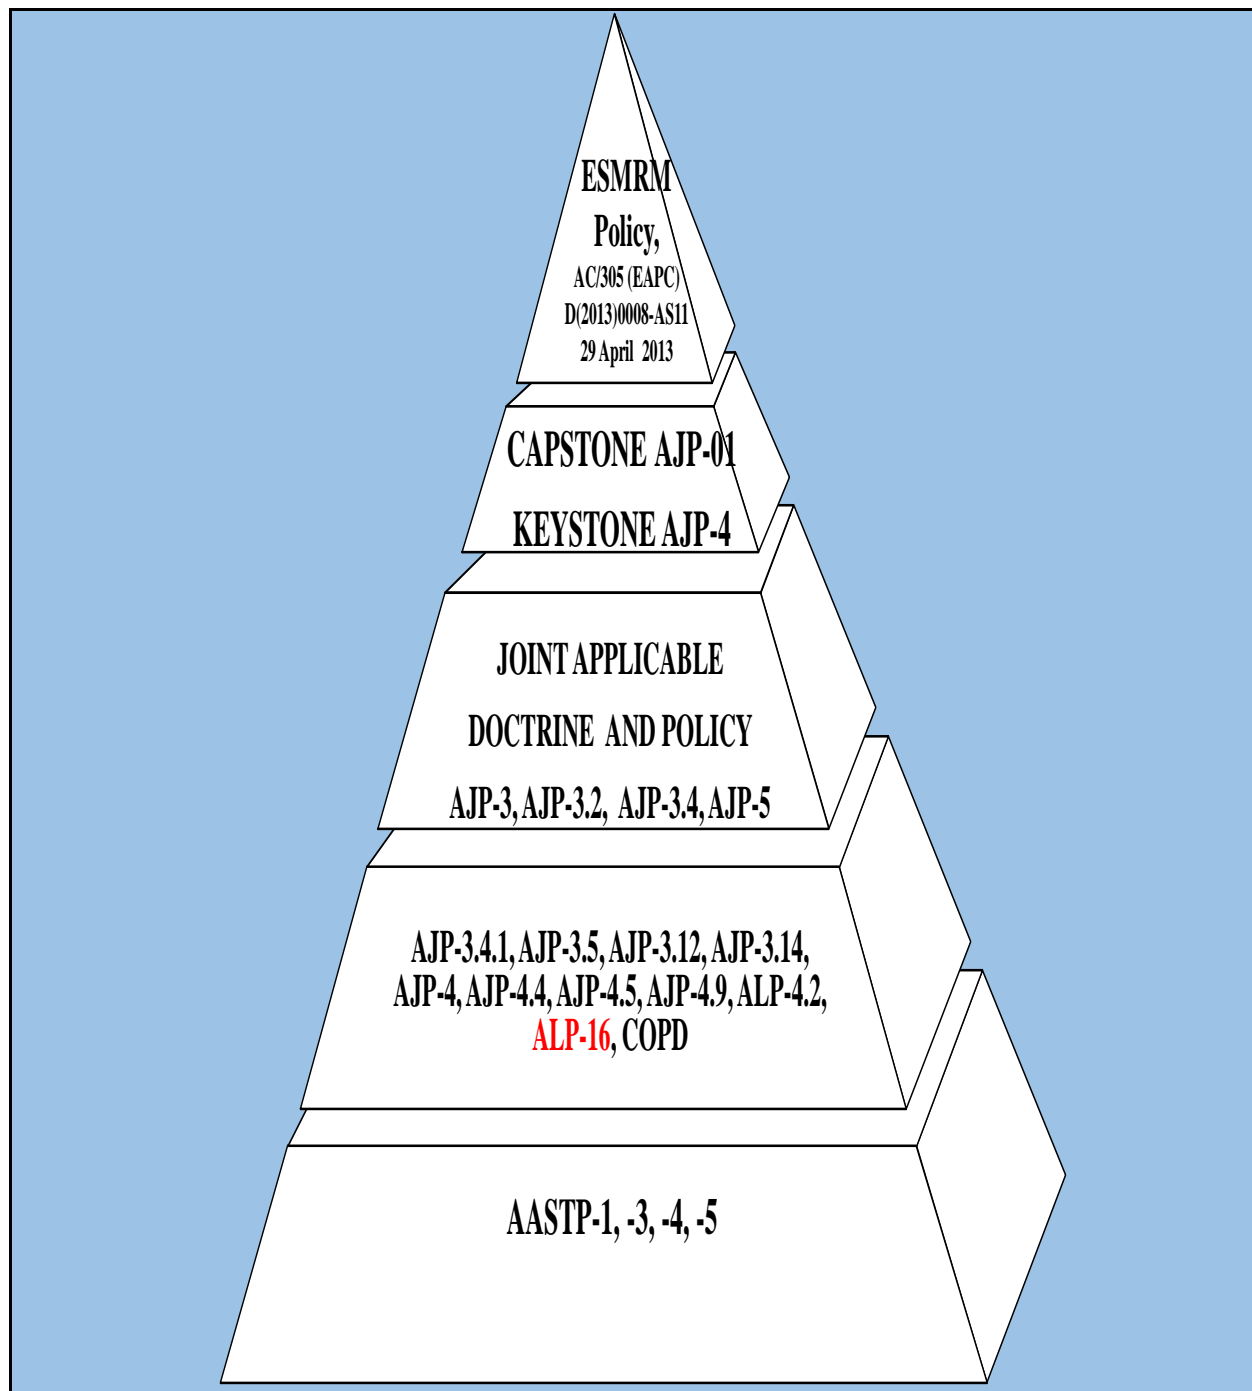 ESMRM
Policy,
AC/305 (EAPC)
D(2013)0008-AS11
29 April 2013
CAPSTONE AJP-01
KEYSTONE AJP-4
JOINT APPLICABLE
DOCTRINE AND POLICY
AJP-3, AJP-3.2, AJP-3.4, AJP-5
AJP-3.4.1, AJP-3.5, AJP-3.12, AJP-3.14,
AJP-4, AJP-4.4, AJP-4.5, AJP-4.9, ALP-4.2,
ALP-16, COPD
AASTP-1, -3, -4, -5